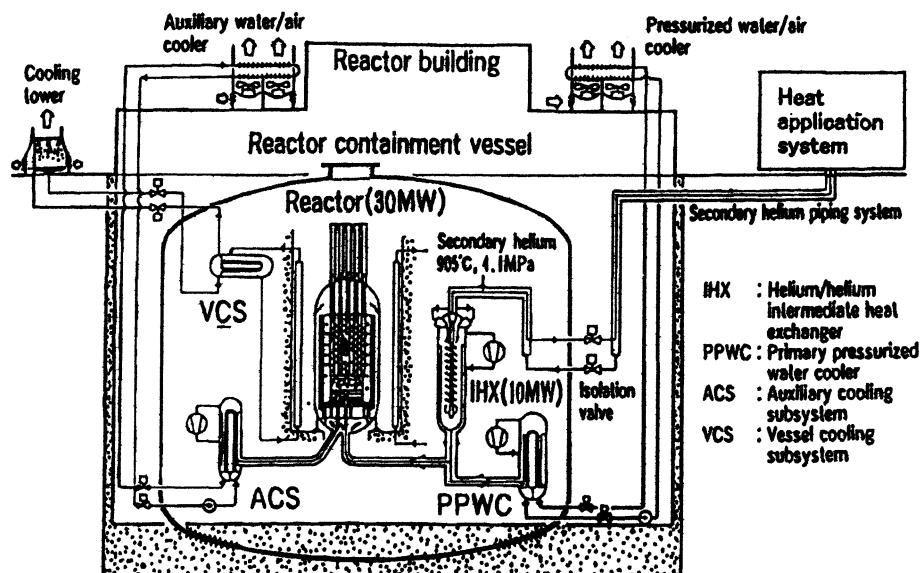 Auxiliary water/air
cooler
Pressurized water/air
cooler
Reactor building
Cooling
lower
Heat
application
system
Reactor containment vessel
Reactor(30MW)
Secondary helium piping system
Secondary helium
905℃, 4.1MPa
VCS
IHX(10MW)
Isolation
valve
ACS
PPWC
IHX : Helium/helium
intermediate heat
exchanger
PPWC : Primary pressurized
water cooler
ACS : Auxiliary cooling
subsystem
VCS : Vessel cooling
subsystem